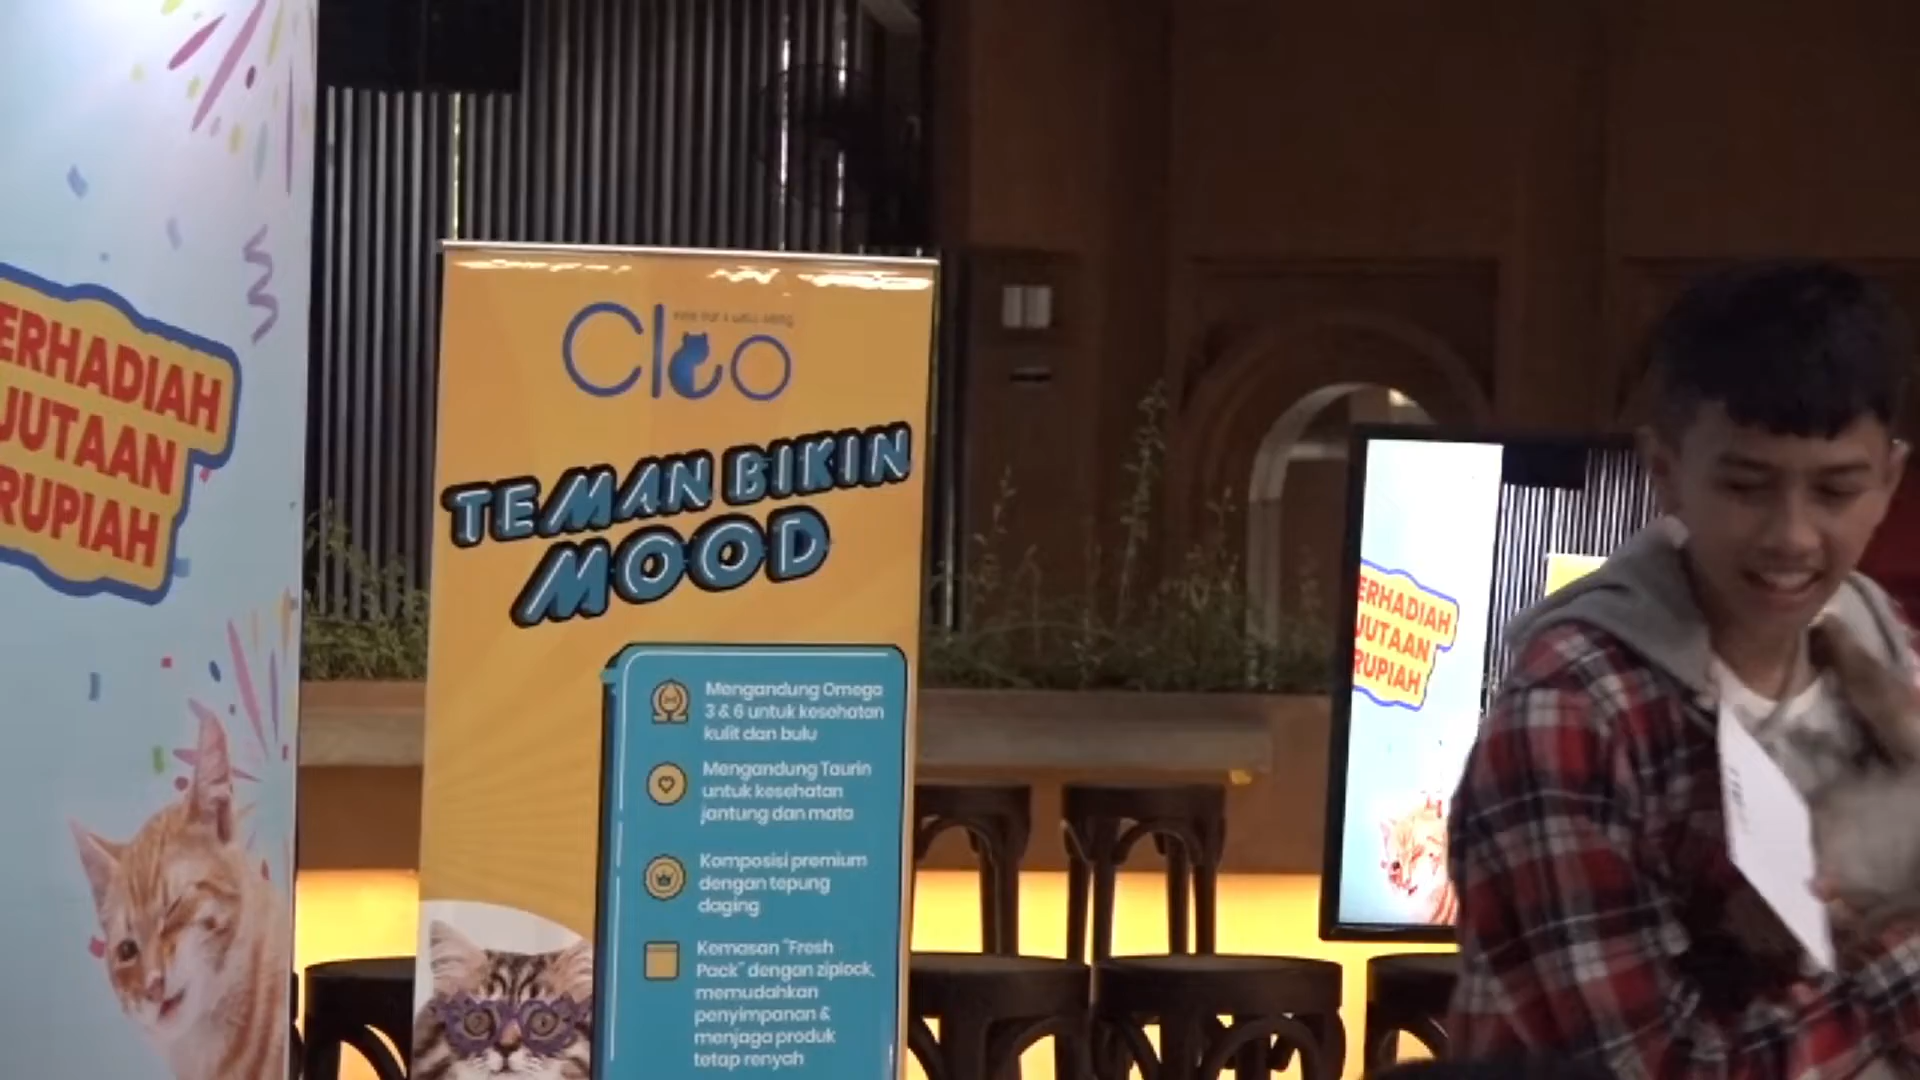 ERHADIAH
JUTAAN
RUPIAH
Cleo
TEMAN BIKIN
MOOD
Mengandung Omega
3 & 6 untuk kesehatan
kulit dan bulu
Mengandung Taurin
untuk kesehatan
jantung dan mata
Komposisi premium
dengan tepung
daging
Kemasan "Fresh
Pack" dengan ziplock,
memudahkan
penyimpanan &
menjaga produk
tetap renyah
ERHADIAH
JUTAAN
RUPIAH